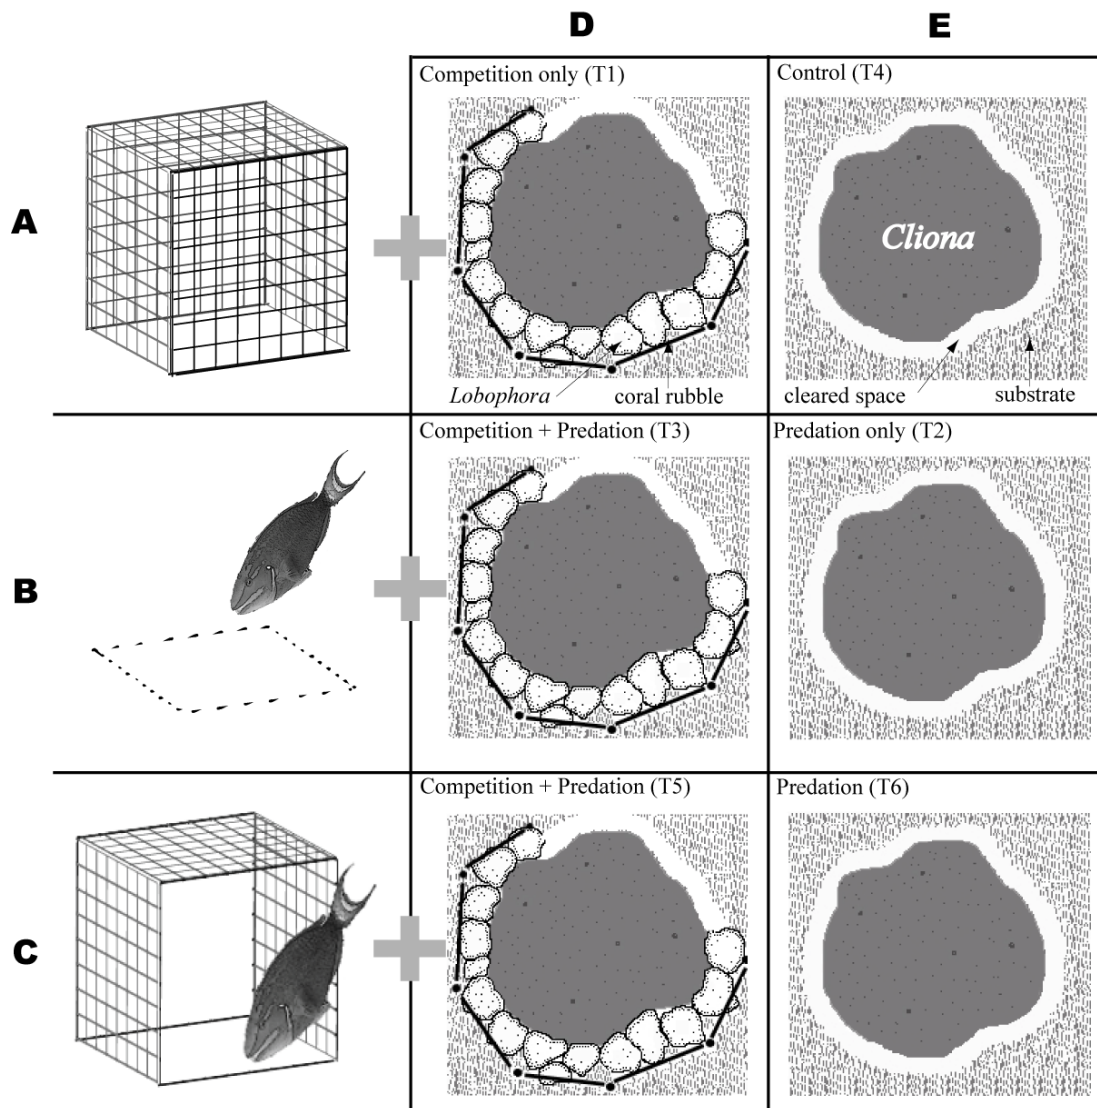 D
E
Competition only (T1)
Control (T4)
A
Cliona
Lobophora
coral rubble
cleared space
substrate
Competition + Predation (T3)
Predation only (T2)
B
Competition + Predation (T5)
Predation (T6)
C